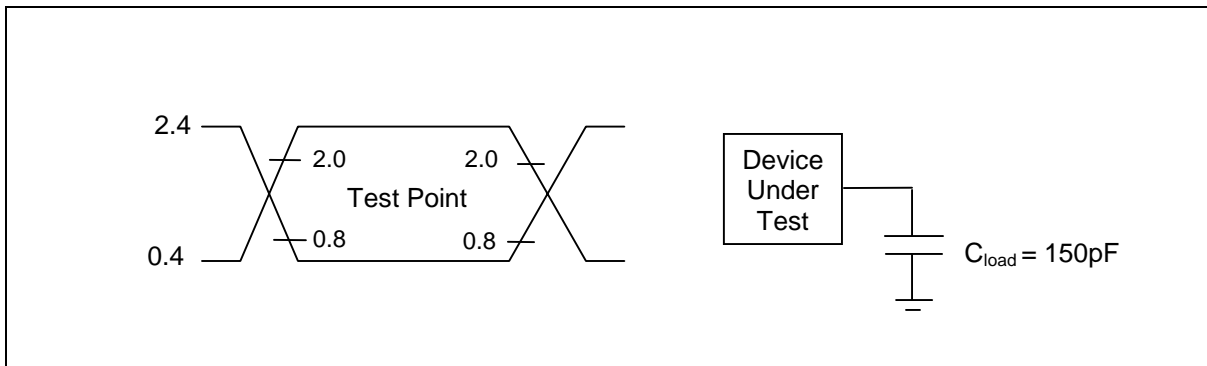 2.4
2.0
2.0
Test Point
0.8
0.8
0.4
Device
Under
Test
Cload = 150pF